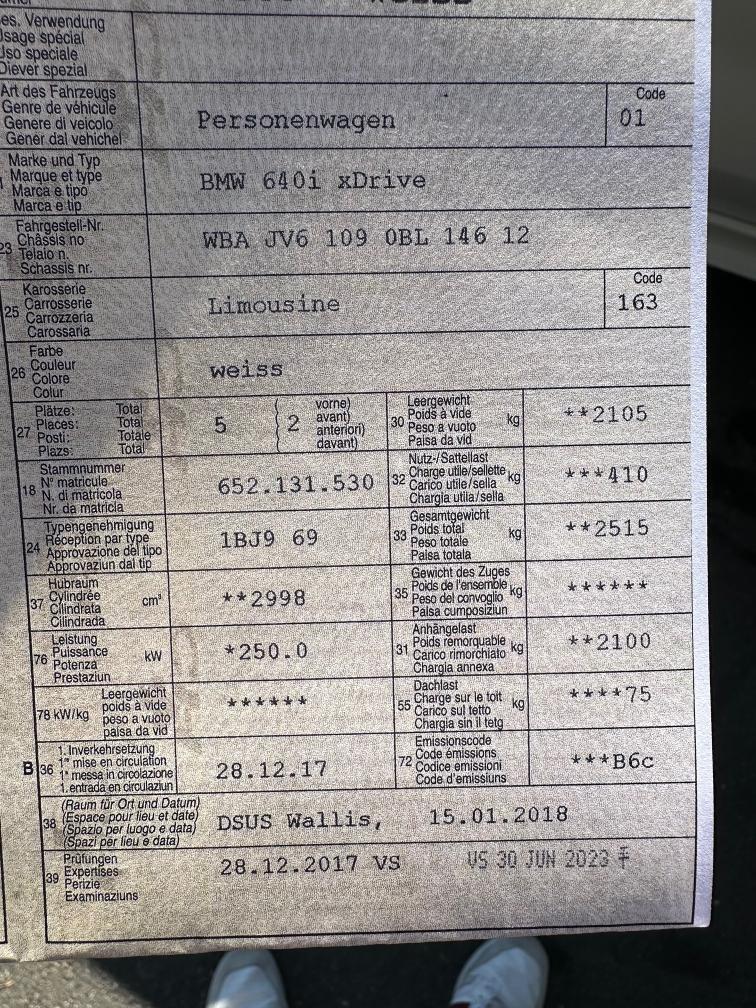 es. Verwendung
Usage spécial
Uso speciale
Diever spezial
Art des Fahrzeugs
Genre de véhicule
Genere di veicolo
Gener dal vehichel
Personenwagen
Code
01
Marke und Typ
Marque et type
Marca e tipo
Marca e tip
BMW 640i xDrive
23
Fahrgestell-Nr.
Châssis no
Telaio n.
Schassis nr.
WBA JV6 109 0BL 146 12
25
Karosserie
Carrosserie
Carrozzeria
Carossaria
Limousine
Code
163
26
Farbe
Couleur
Colore
Colur
weiss
27
Plätze: Total
Places: Total
Posti: Totale
Plazs: Total
5
2
vorne)
avant)
anteriori)
davant)
30
Leergewicht
Poids à vide
Peso a vuoto
Paisa da vid
kg
**2105
18
Stammnummer
N° matricule
N. di matricola
Nr. da matricla
652.131.530
32
Nutz-/Sattellast
Charge utile/sellette
Carico utile/sella
Chargia utila/sella
kg
***410
24
Typengenehmigung
Réception par type
Approvazione del tipo
Approvaziun dal tip
1BJ9 69
33
Gesamtgewicht
Poids total
Peso totale
Paisa totala
kg
**2515
37
Hubraum
Cylindrée
Cilindrata
Cilindrada
cm³
**2998
35
Gewicht des Zuges
Poids de l'ensemble
Peso del convoglio
Paisa cumposiziun
kg
******
76
Leistung
Puissance
Potenza
Prestaziun
kW
*250.0
31
Anhängelast
Poids remorquable
Carico rimorchiato
Chargia annexa
kg
**2100
78 kW/kg
Leergewicht
poids à vide
peso a vuoto
paisa da vid
******
55
Dachlast
Charge sur le toit
Carico sul tetto
Chargia sin il tetg
kg
****75
B 36
1. Inverkehrsetzung
1re mise en circulation
1a messa in circolazione
1. entrada en circulaziun
28.12.17
72
Emissionscode
Code émissions
Codice emissioni
Code d'emissiuns
***B6c
38
(Raum für Ort und Datum)
(Espace pour lieu et date)
(Spazio per luogo e data)
(Spazi per lieu e data)
DSUS Wallis, 15.01.2018
39
Prüfungen
Expertises
Perizie
Examinaziuns
28.12.2017 VS
VS 30 JUN 2023